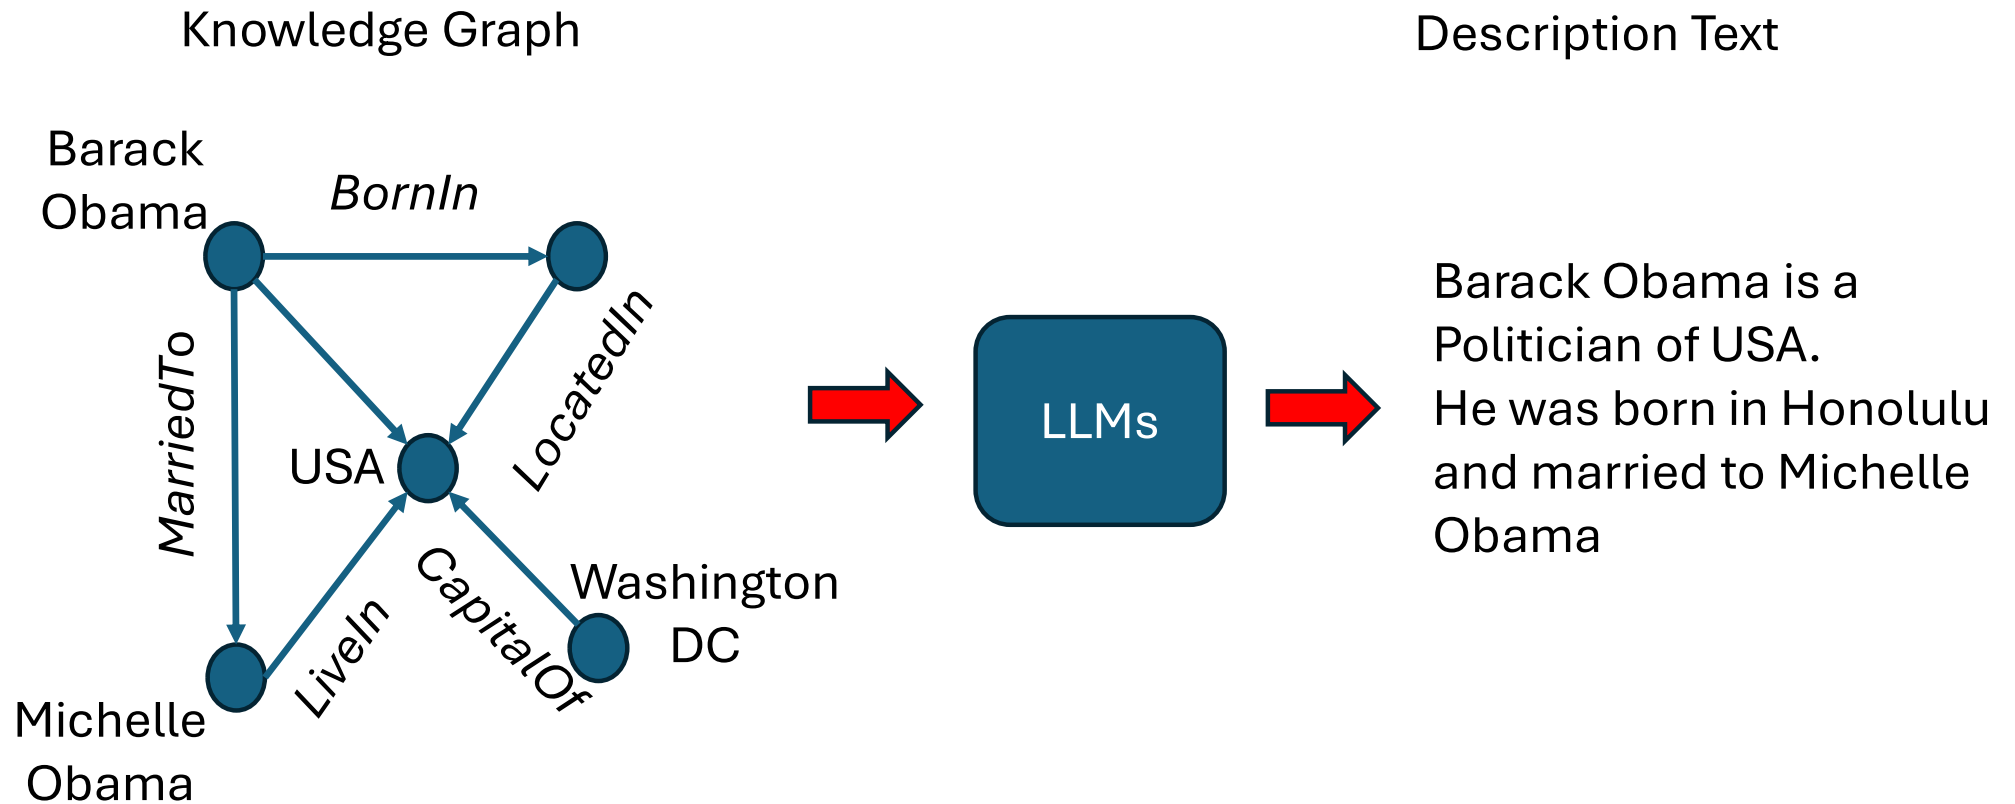 Knowledge Graph
Description Text
Barack
Obama
BornIn
MarriedTo
LocatedIn
USA
LiveIn
CapitalOf
Washington
DC
Michelle
Obama
LLMs
Barack Obama is a
Politician of USA.
He was born in Honolulu
and married to Michelle
Obama